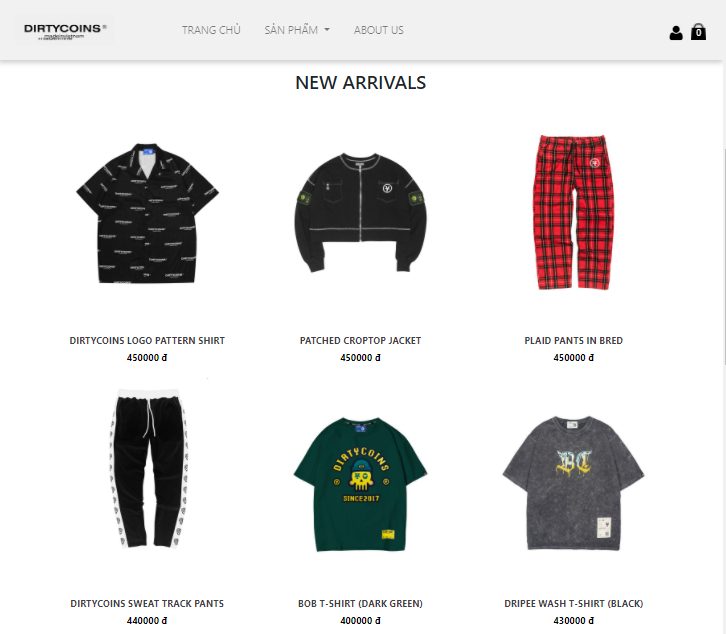 DIRTYCOINS®
TRANG CHỦ
SẢN PHẨM
ABOUT US
0
NEW ARRIVALS
DIRTYCOINS LOGO PATTERN SHIRT
450000 đ
PATCHED CROPTOP JACKET
450000 đ
PLAID PANTS IN BRED
450000 đ
DIRTYCOINS
SINCE2017
DIRTYCOINS SWEAT TRACK PANTS
440000 đ
BOB T-SHIRT (DARK GREEN)
400000 đ
DRIPEE WASH T-SHIRT (BLACK)
430000 đ